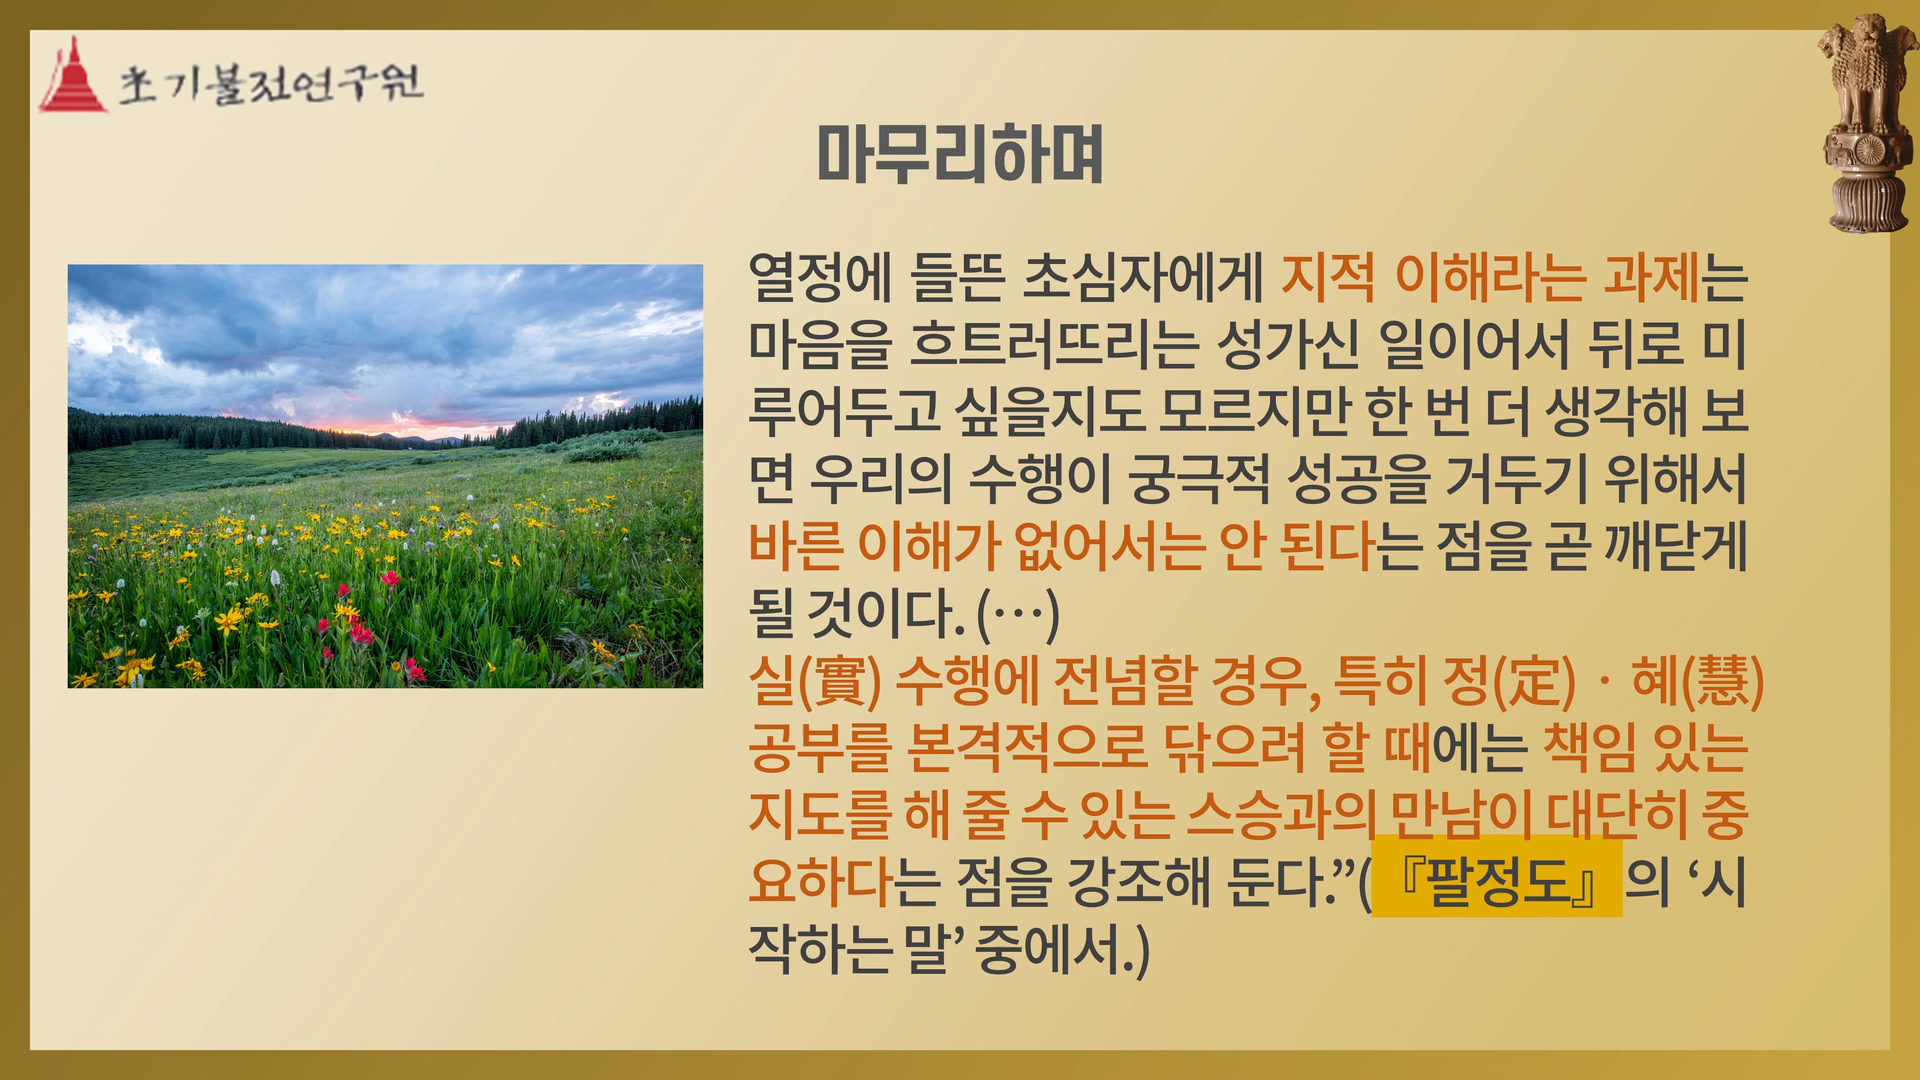 초기불전연구원
마무리하며
열정에 들뜬 초심자에게 지적 이해라는 과제는
마음을 흐트러뜨리는 성가신 일이어서 뒤로 미
루어두고 싶을지도 모르지만 한 번 더 생각해 보
면 우리의 수행이 궁극적 성공을 거두기 위해서
바른 이해가 없어서는 안 된다는 점을 곧 깨닫게
될 것이다. (…)
실(實) 수행에 전념할 경우, 특히 정(定)ㆍ혜(慧)
공부를 본격적으로 닦으려 할 때에는 책임 있는
지도를 해 줄 수 있는 스승과의 만남이 대단히 중
요하다는 점을 강조해 둔다.”(『팔정도』의 ‘시
작하는 말’ 중에서.)